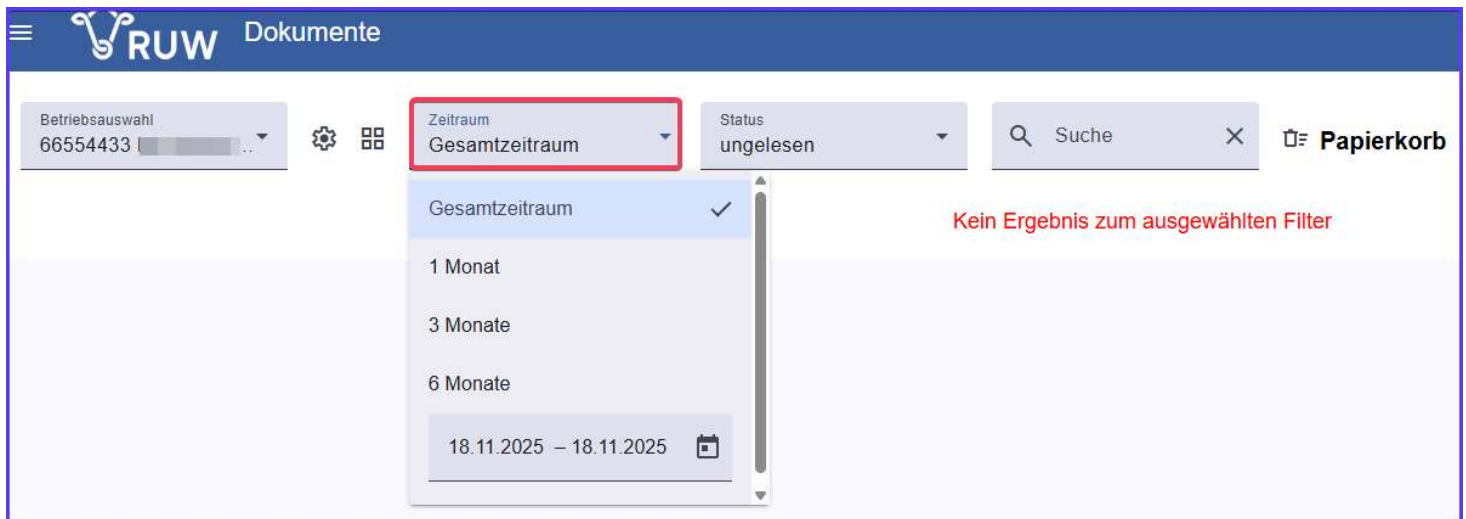 RUW Dokumente
Betriebsauswahl
66554433 ...
Zeitraum
Gesamtzeitraum
Status
ungelesen
Suche
Papierkorb
Gesamtzeitraum
Kein Ergebnis zum ausgewählten Filter
1 Monat
3 Monate
6 Monate
18.11.2025 – 18.11.2025